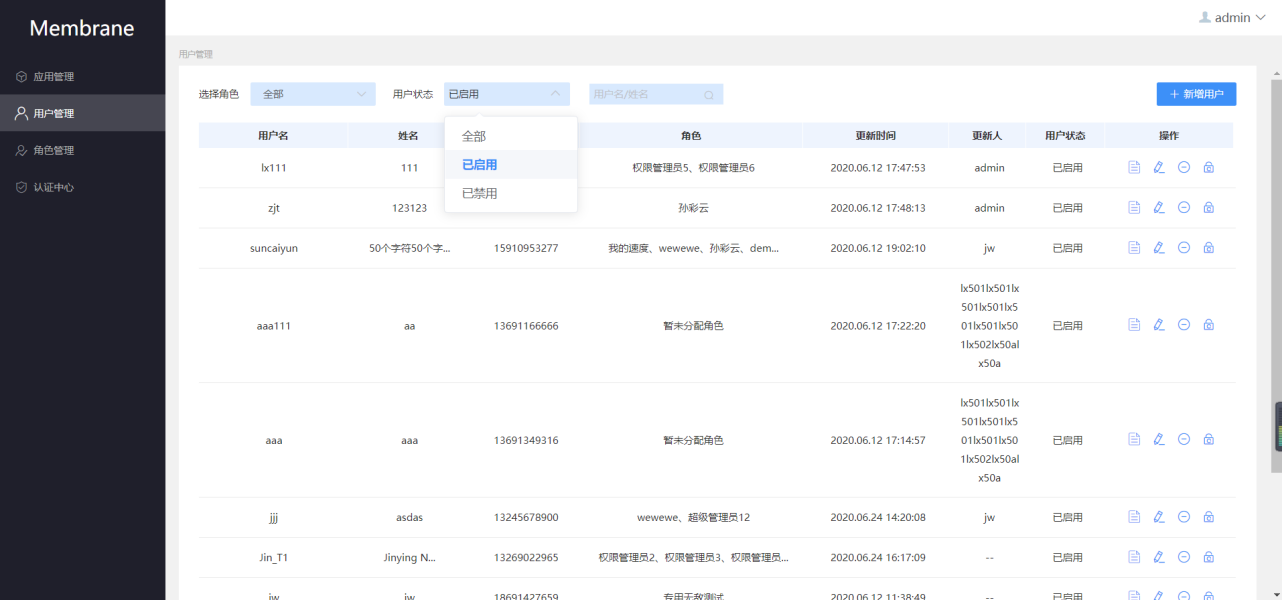 Membrane
admin
应用管理
用户管理
角色管理
认证中心
用户管理
选择角色 全部 用户状态 已启用 用户名/姓名 + 新增用户
用户名 姓名 角色 更新时间 更新人 用户状态 操作
全部
已启用
已禁用
lx111 111 权限管理员5、权限管理员6 2020.06.12 17:47:53 admin 已启用
zjt 123123 孙彩云 2020.06.12 17:48:13 admin 已启用
suncaiyun 50个字符50个字... 15910953277 我的速度、wewewe、孙彩云、dem... 2020.06.12 19:02:10 jw 已启用
aaa111 aa 13691166666 暂未分配角色 2020.06.12 17:22:20 已启用
lx501lx501lx
501lx501lx5
01lx501lx50
1lx502lx50al
x50a
aaa aaa 13691349316 暂未分配角色 2020.06.12 17:14:57 已启用
lx501lx501lx
501lx501lx5
01lx501lx50
1lx502lx50al
x50a
jjj asdas 13245678900 wewewe、超级管理员12 2020.06.24 14:20:08 jw 已启用
Jin_T1 Jinying N... 13269022965 权限管理员2、权限管理员3、权限管理员... 2020.06.24 16:17:09 -- 已启用
jw jw 18691427659 专用无敌测试 2020.06.12 11:38:49 -- 已启用